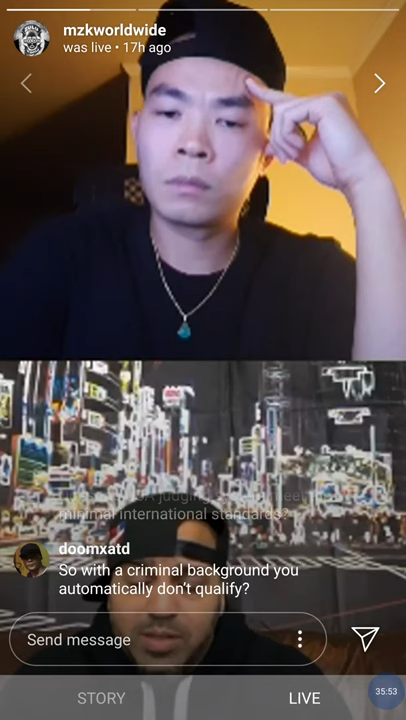 mzkworldwide
was live • 17h ago
judging
minimal international standards?
doomxatd
So with a criminal background you
automatically don't qualify?
Send message
STORY
LIVE
35:53